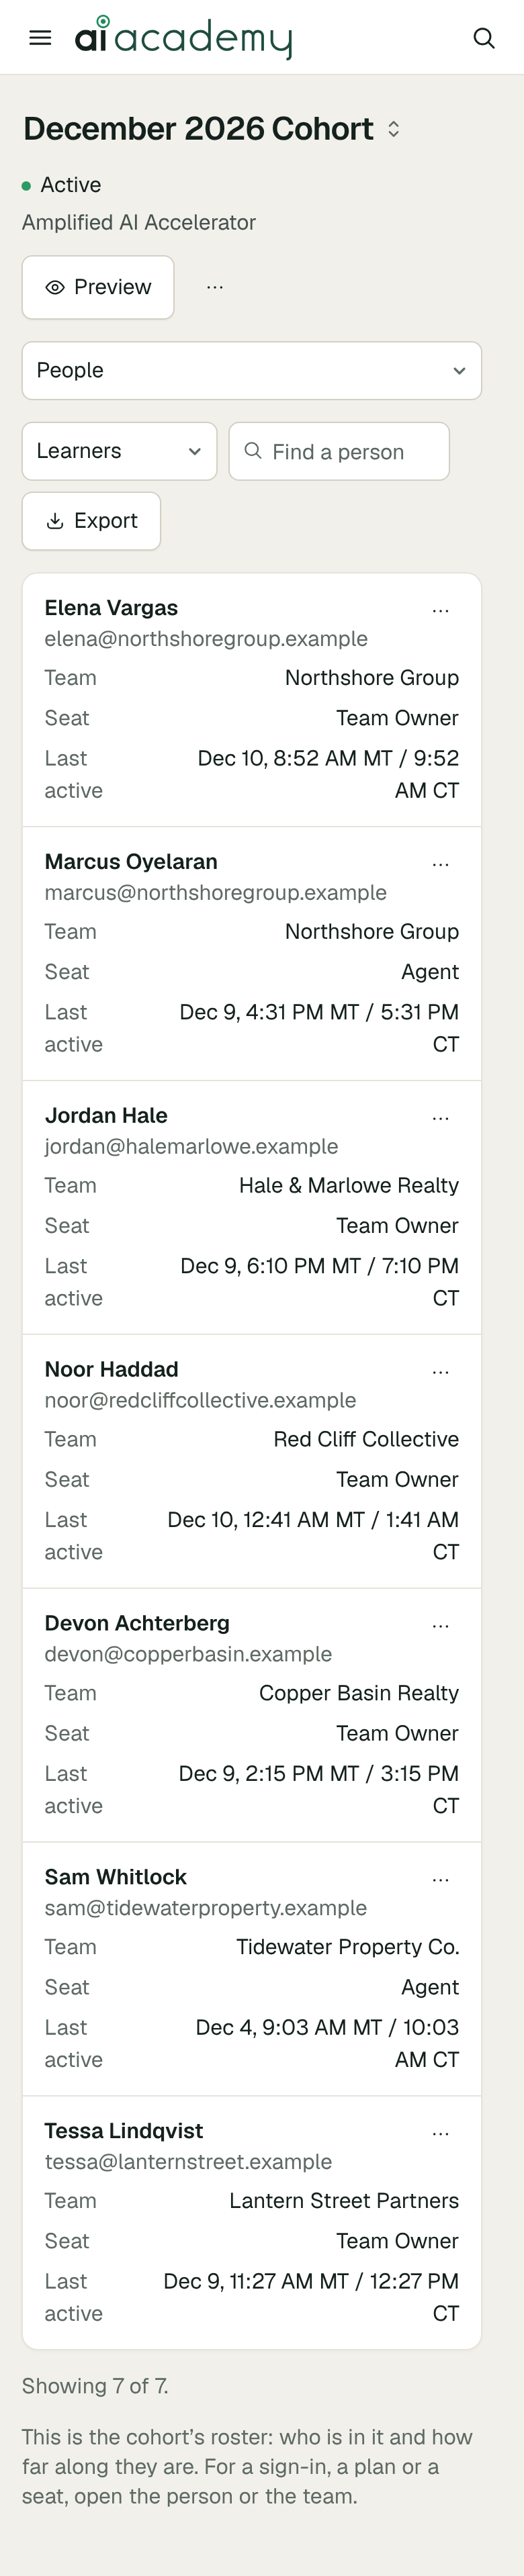 ai academy
December 2026 Cohort
Active
Amplified AI Accelerator
Preview ...
People
Learners Find a person
Export
Elena Vargas ...
elena@northshoregroup.example
Team Northshore Group
Seat Team Owner
Last Dec 10, 8:52 AM MT / 9:52
active AM CT
Marcus Oyelaran ...
marcus@northshoregroup.example
Team Northshore Group
Seat Agent
Last Dec 9, 4:31 PM MT / 5:31 PM
active CT
Jordan Hale ...
jordan@halemarlowe.example
Team Hale & Marlowe Realty
Seat Team Owner
Last Dec 9, 6:10 PM MT / 7:10 PM
active CT
Noor Haddad ...
noor@redcliffcollective.example
Team Red Cliff Collective
Seat Team Owner
Last Dec 10, 12:41 AM MT / 1:41 AM
active CT
Devon Achterberg ...
devon@copperbasin.example
Team Copper Basin Realty
Seat Team Owner
Last Dec 9, 2:15 PM MT / 3:15 PM
active CT
Sam Whitlock ...
sam@tidewaterproperty.example
Team Tidewater Property Co.
Seat Agent
Last Dec 4, 9:03 AM MT / 10:03
active AM CT
Tessa Lindqvist ...
tessa@lanternstreet.example
Team Lantern Street Partners
Seat Team Owner
Last Dec 9, 11:27 AM MT / 12:27 PM
active CT
Showing 7 of 7.
This is the cohort’s roster: who is in it and how
far along they are. For a sign-in, a plan or a
seat, open the person or the team.